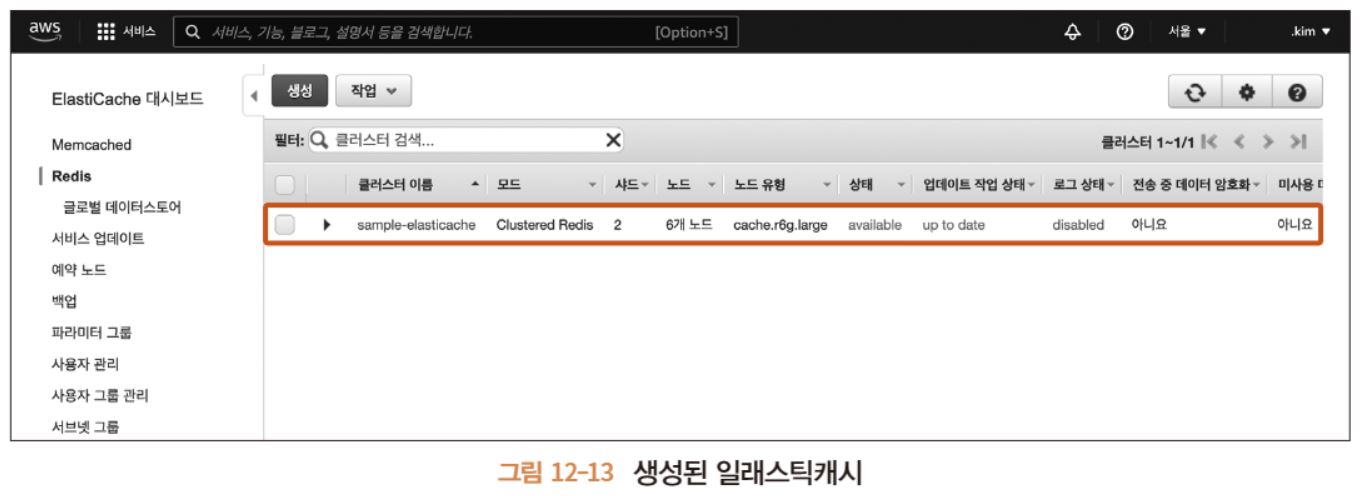 aws 서비스 서비스, 기능, 블로그, 설명서 등을 검색합니다. [Option+S] 서울 ▼ .kim ▼
ElastiCache 대시보드
Memcached
Redis
글로벌 데이터스토어
서비스 업데이트
예약 노드
백업
파라미터 그룹
사용자 관리
사용자 그룹 관리
서브넷 그룹
생성 작업
필터: 클러스터 검색... 클러스터 1~1/1
클러스터 이름 모드 샤드 노드 노드 유형 상태 업데이트 작업 상태 로그 상태 전송 중 데이터 암호화 미사용
sample-elasticache Clustered Redis 2 6개 노드 cache.r6g.large available up to date disabled 아니요 아니요
그림 12-13 생성된 일래스틱캐시